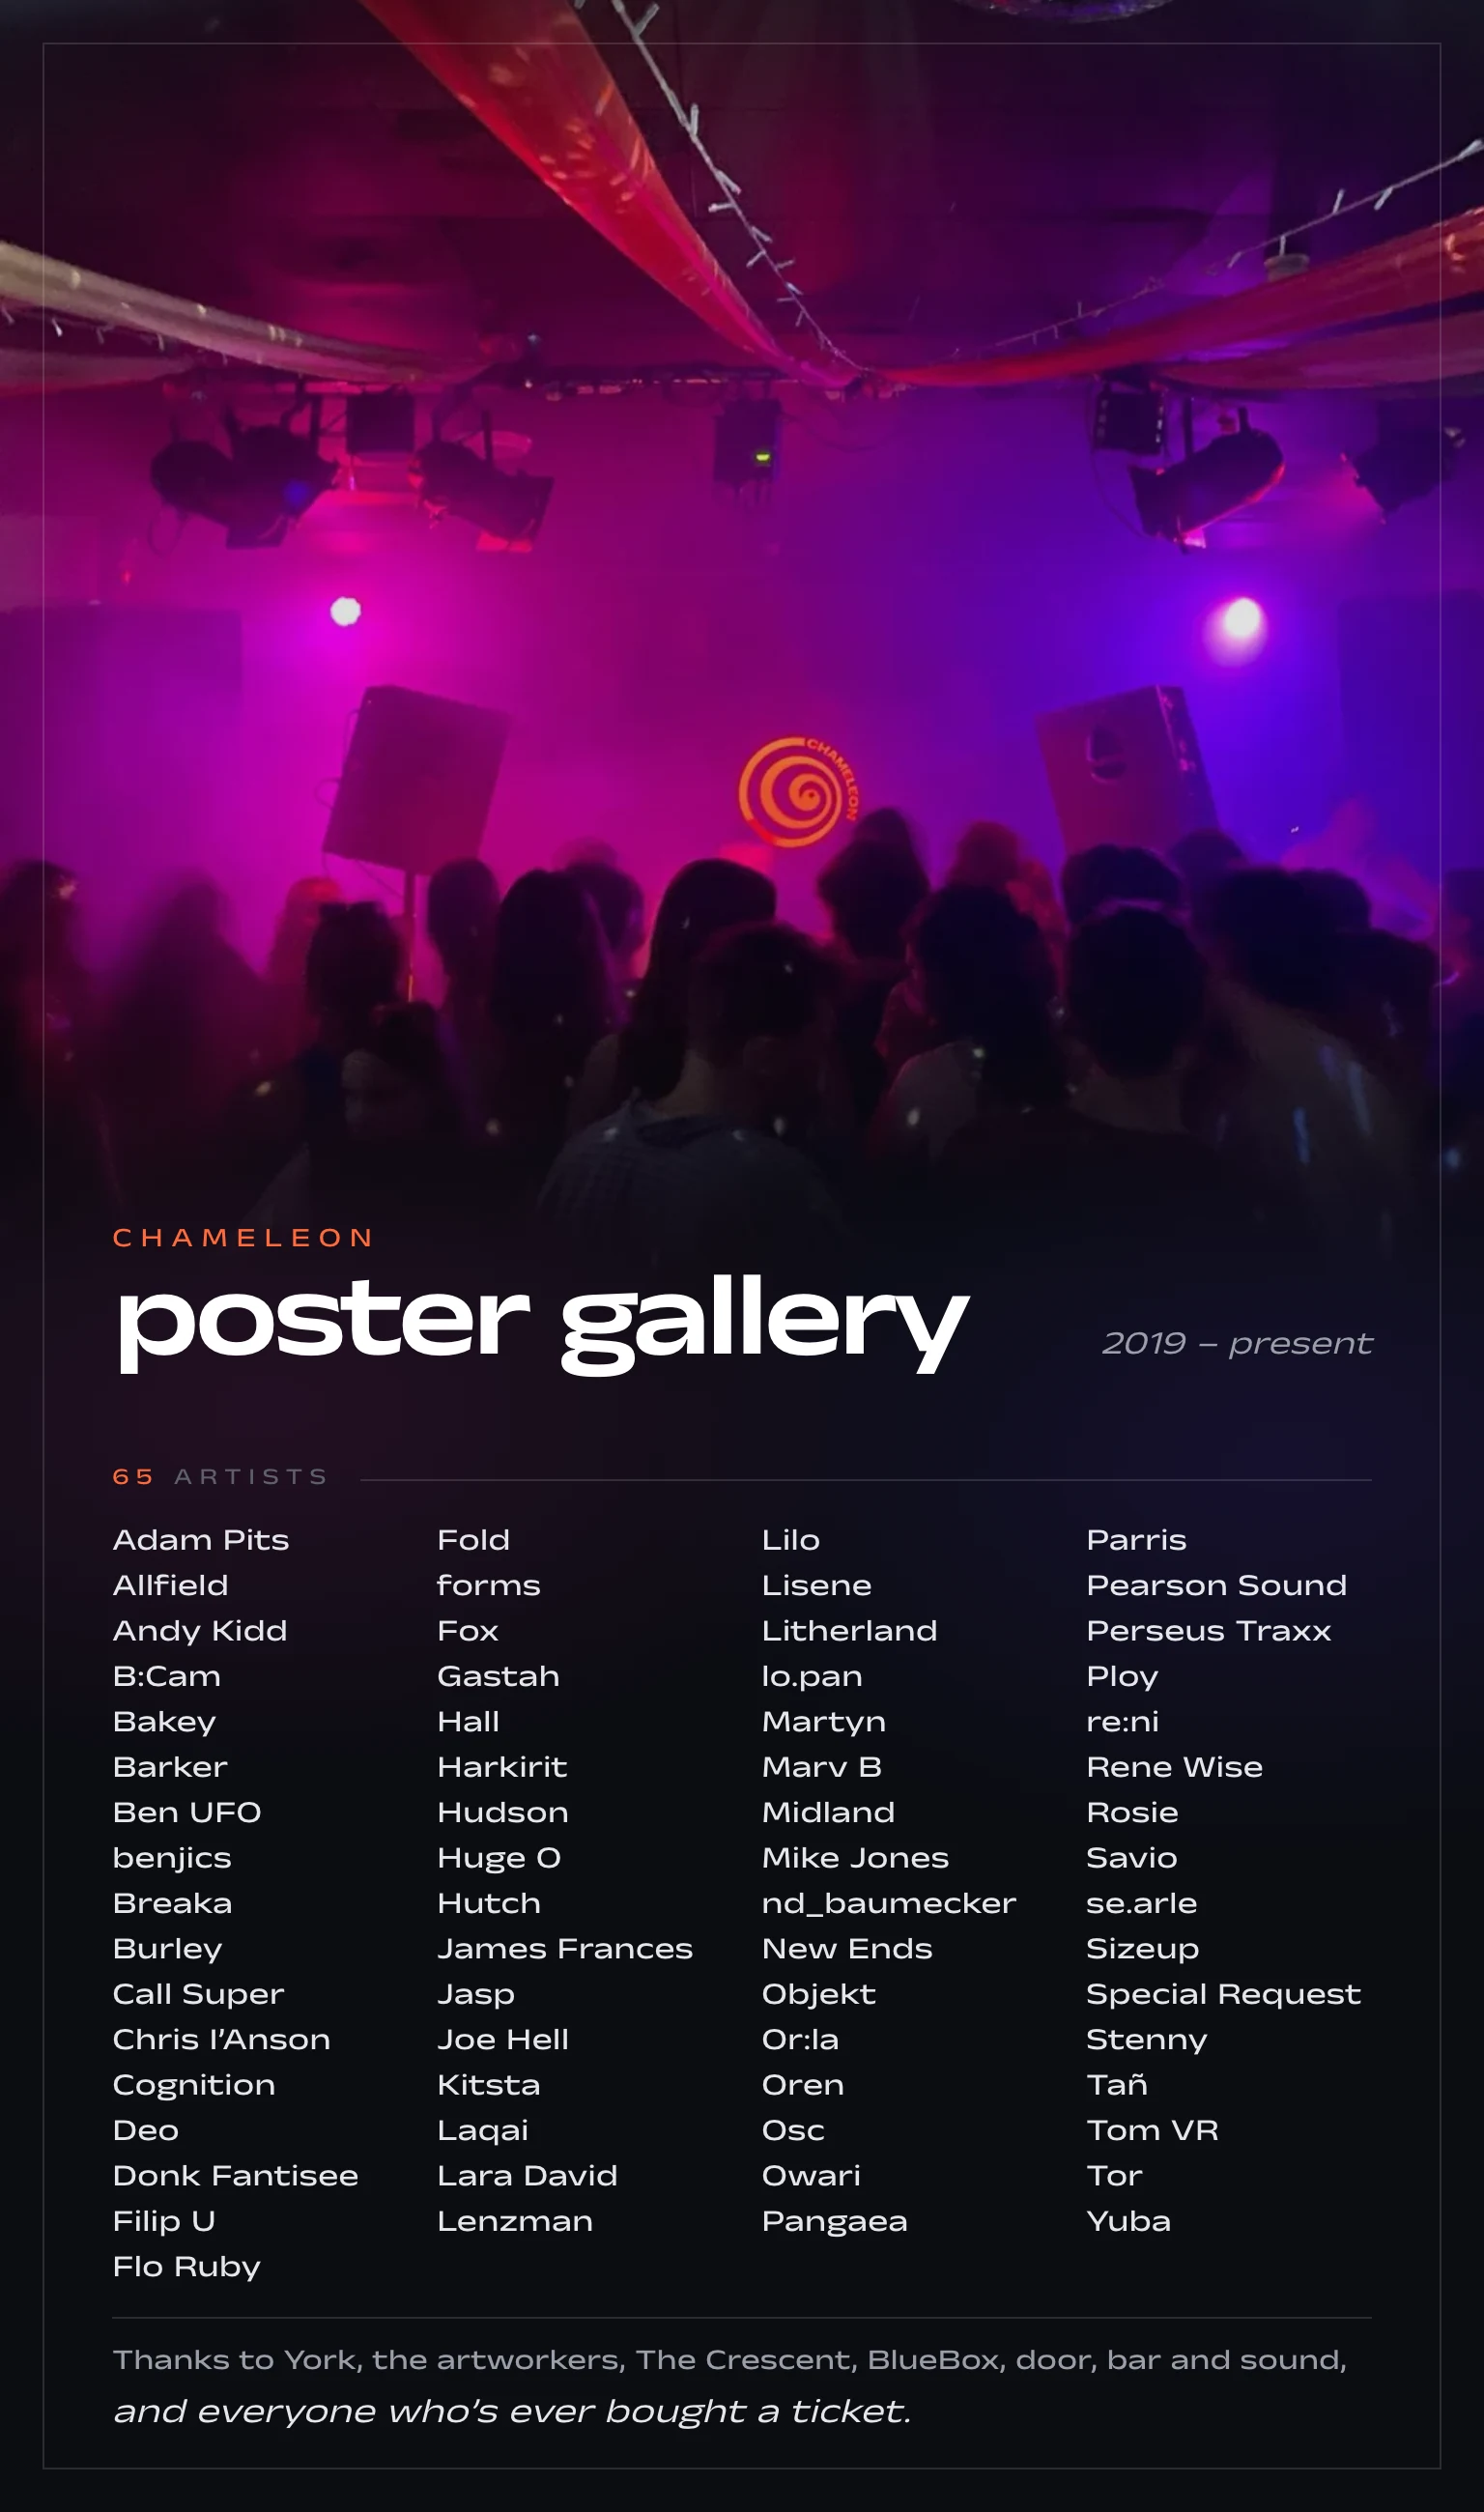 CHAMELEON
CHAMELEON
poster gallery
2019 – present
65 ARTISTS
Adam Pits
Allfield
Andy Kidd
B:Cam
Bakey
Barker
Ben UFO
benjics
Breaka
Burley
Call Super
Chris I’Anson
Cognition
Deo
Donk Fantisee
Filip U
Flo Ruby
Fold
forms
Fox
Gastah
Hall
Harkirit
Hudson
Huge O
Hutch
James Frances
Jasp
Joe Hell
Kitsta
Laqai
Lara David
Lenzman
Lilo
Lisene
Litherland
lo.pan
Martyn
Marv B
Midland
Mike Jones
nd_baumecker
New Ends
Objekt
Or:la
Oren
Osc
Owari
Pangaea
Parris
Pearson Sound
Perseus Traxx
Ploy
re:ni
Rene Wise
Rosie
Savio
se.arle
Sizeup
Special Request
Stenny
Tañ
Tom VR
Tor
Yuba
Thanks to York, the artworkers, The Crescent, BlueBox, door, bar and sound,
and everyone who’s ever bought a ticket.